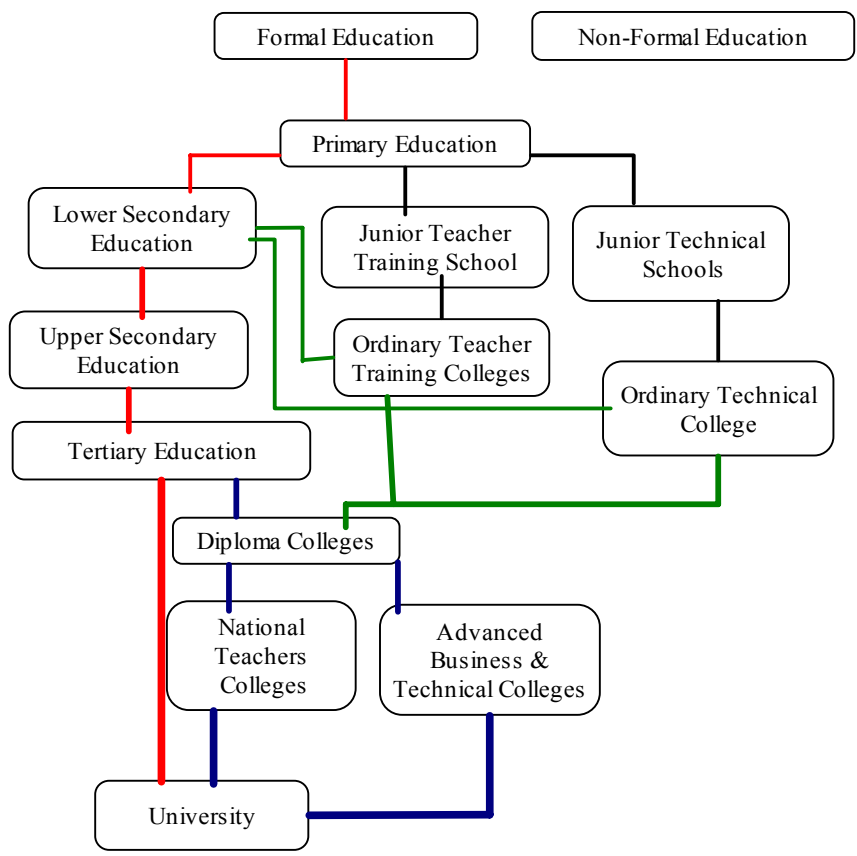 Formal Education
Non-Formal Education
Primary Education
Lower Secondary
Education
Junior Teacher
Training School
Junior Technical
Schools
Upper Secondary
Education
Ordinary Teacher
Training Colleges
Ordinary Technical
College
Tertiary Education
Diploma Colleges
National
Teachers
Colleges
Advanced
Business &
Technical Colleges
University